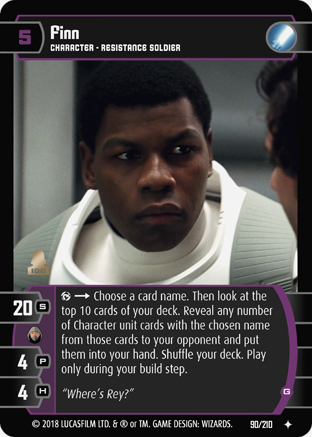 5
Finn
CHARACTER - RESISTANCE SOLDIER
20 S
4 P
4 H
→ Choose a card name. Then look at the
top 10 cards of your deck. Reveal any number
of Character unit cards with the chosen name
from those cards to your opponent and put
them into your hand. Shuffle your deck. Play
only during your build step.
“Where’s Rey?”
G
© 2018 LUCASFILM LTD. & ® OR TM. GAME DESIGN: WIZARDS. 90/210